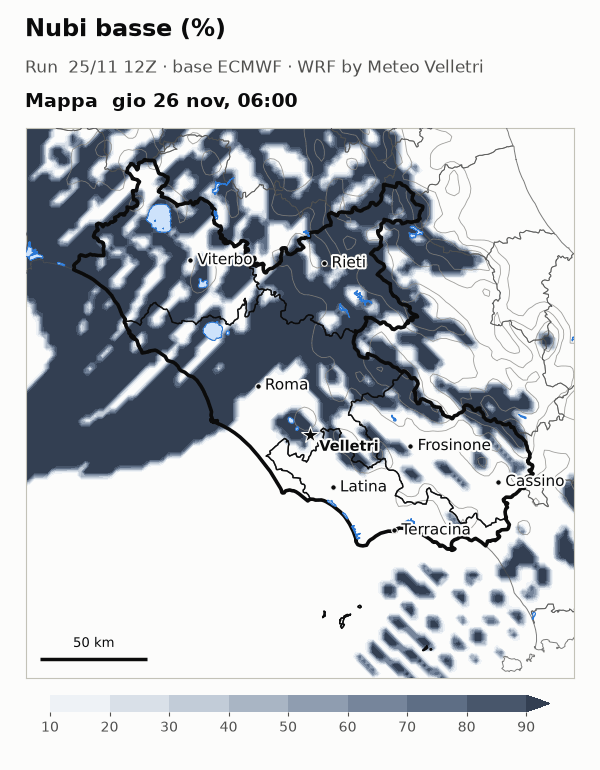 Nubi basse (%)
Run  25/11 12Z · base ECMWF · WRF by Meteo Velletri
Mappa  gio 26 nov, 06:00
Viterbo
Rieti
Roma
Velletri
Frosinone
Cassino
Latina
Terracina
50 km
10 20 30 40 50 60 70 80 90